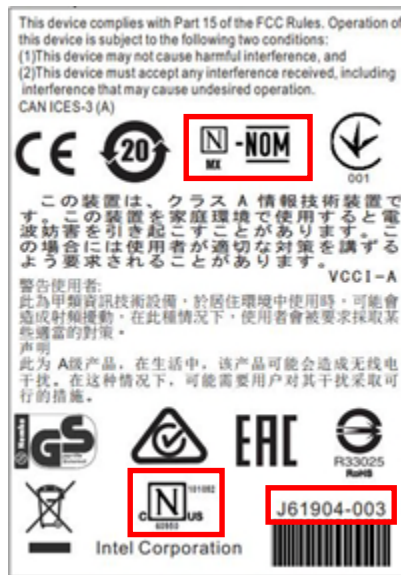 This device complies with Part 15 of the FCC Rules. Operation of
this device is subject to the following two conditions:
(1)This device may not cause harmful interference, and
(2)This device must accept any interference received, including
interference that may cause undesired operation.
CAN ICES-3 (A)
CE 20 N -NOM
MX 001
この装置は、クラス A 情報技術装置で
す。この装置を家庭環境で使用すると電
波妨害を引き起こすことがあります。こ
の場合には使用者が適切な対策を講ずる
よう要求されることがあります。
VCCI-A
警告使用者:
此為甲類資訊技術設備，於居住環境中使用時，可能會
造成射頻擾動，在此種情況下，使用者會被要求採取某
些適當的對策。
声明
此为 A级产品，在生活中，该产品可能会造成无线电
干扰。在这种情况下，可能需要用户对其干扰采取可
行的措施。
Nemko GS EAC
R33025
RoHS
101082
c N US
60950
J61904-003
Intel Corporation